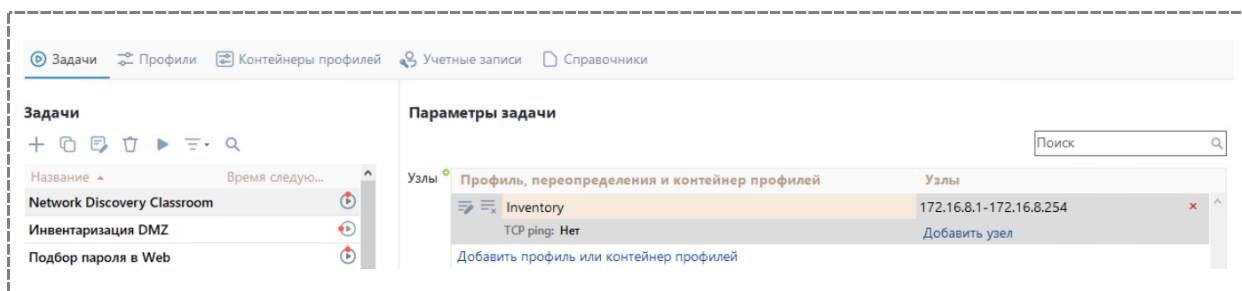 Задачи Профили Контейнеры профилей Учетные записи Справочники
Задачи
Параметры задачи
Поиск
Название Время следую...
Network Discovery Classroom
Инвентаризация DMZ
Подбор пароля в Web
Узлы
Профиль, переопределения и контейнер профилей Узлы
Inventory 172.16.8.1-172.16.8.254
TCP ping: Нет Добавить узел
Добавить профиль или контейнер профилей